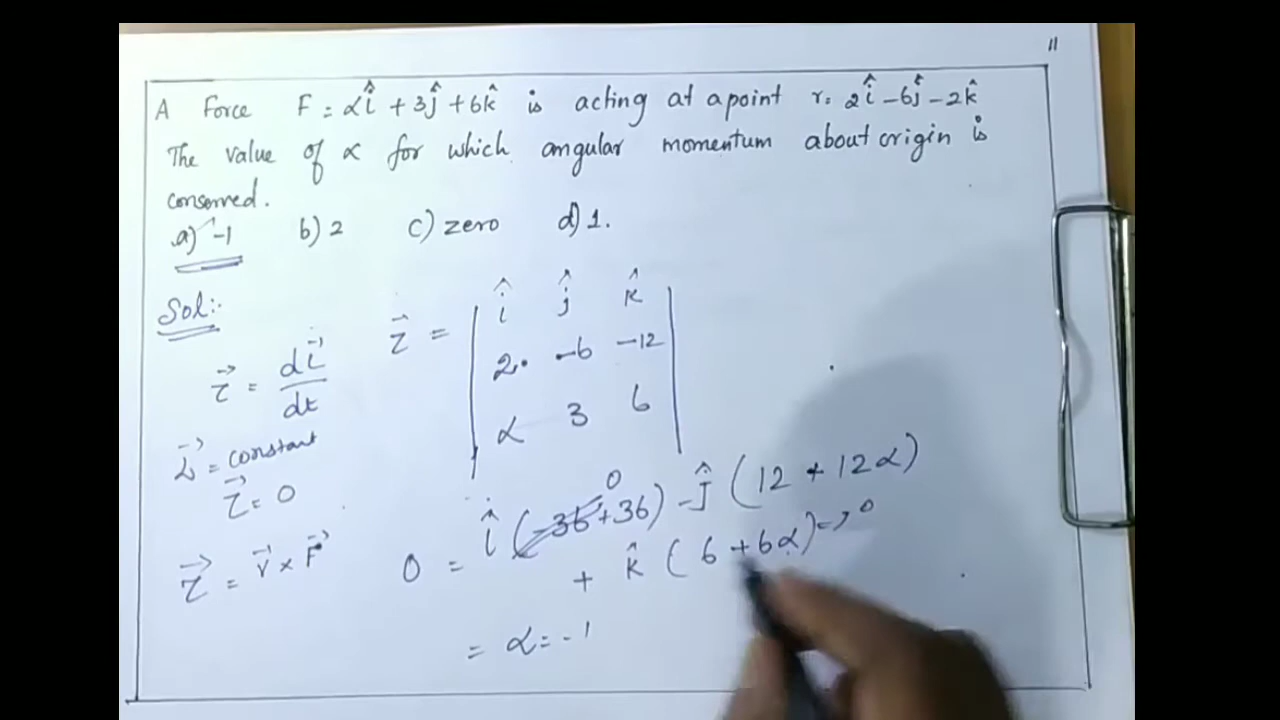 11
A Force F = αî + 3ĵ + 6k̂ is acting at a point r = 2î - 6ĵ - 2k̂
The value of α for which angular momentum about origin is
conserved.
a) -1 b) 2 c) zero d) 1.
Sol:-
î ĵ k̂
τ⃗ = 2 -6 -12
α 3 6
τ⃗ = dL⃗/dt
L⃗ = constant
τ⃗ = 0
τ⃗ = r⃗ × F⃗
0
0 = î (-36+36) - ĵ (12 + 12α)
+ k̂ (6 + 6α) => 0
= α = -1